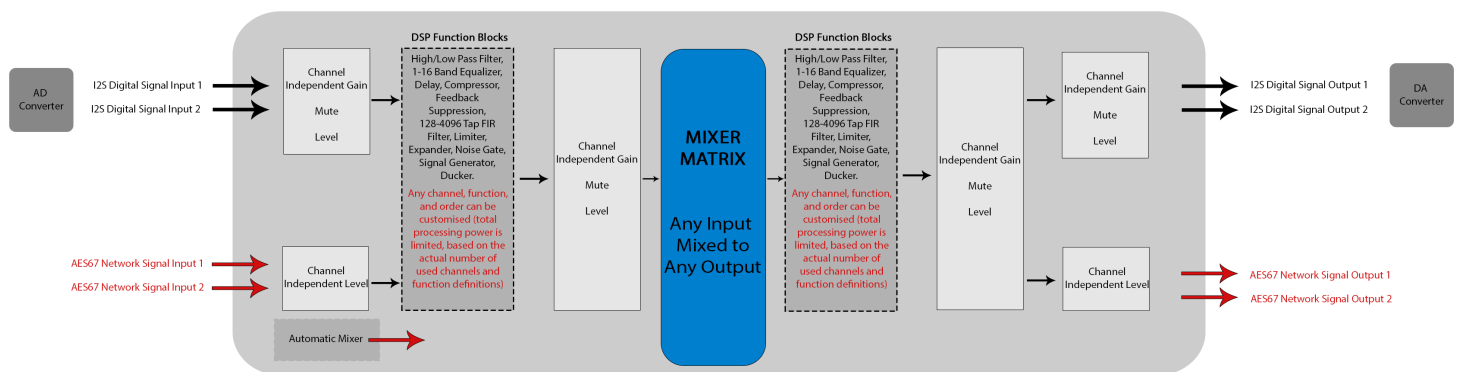 AD
Converter
I2S Digital Signal Input 1
I2S Digital Signal Input 2
AES67 Network Signal Input 1
AES67 Network Signal Input 2
Channel
Independent Gain
Mute
Level
Channel
Independent Level
Automatic Mixer
DSP Function Blocks
High/Low Pass Filter,
1-16 Band Equalizer,
Delay, Compressor,
Feedback
Suppression,
128-4096 Tap FIR
Filter, Limiter,
Expander, Noise Gate,
Signal Generator,
Ducker.
Any channel, function,
and order can be
customised (total
processing power is
limited, based on the
actual number of
used channels and
function definitions)
Channel
Independent Gain
Mute
Level
MIXER
MATRIX
Any Input
Mixed to
Any Output
DSP Function Blocks
High/Low Pass Filter,
1-16 Band Equalizer,
Delay, Compressor,
Feedback
Suppression,
128-4096 Tap FIR
Filter, Limiter,
Expander, Noise Gate,
Signal Generator,
Ducker.
Any channel, function,
and order can be
customised (total
processing power is
limited, based on the
actual number of
used channels and
function definitions)
Channel
Independent Gain
Mute
Level
Channel
Independent Gain
Mute
Level
Channel
Independent Level
I2S Digital Signal Output 1
I2S Digital Signal Output 2
AES67 Network Signal Output 1
AES67 Network Signal Output 2
DA
Converter